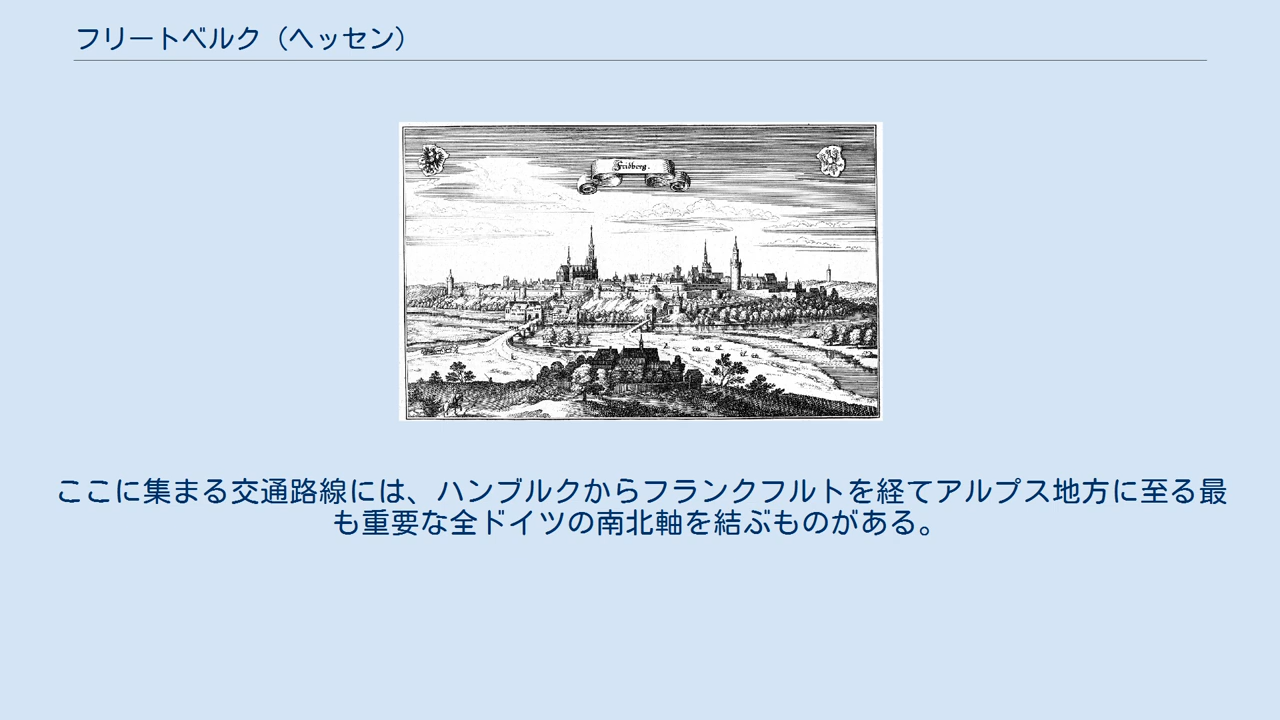 フリートベルク（ヘッセン）
Fridberg.
ここに集まる交通路線には、ハンブルクからフランクフルトを経てアルプス地方に至る最
も重要な全ドイツの南北軸を結ぶものがある。